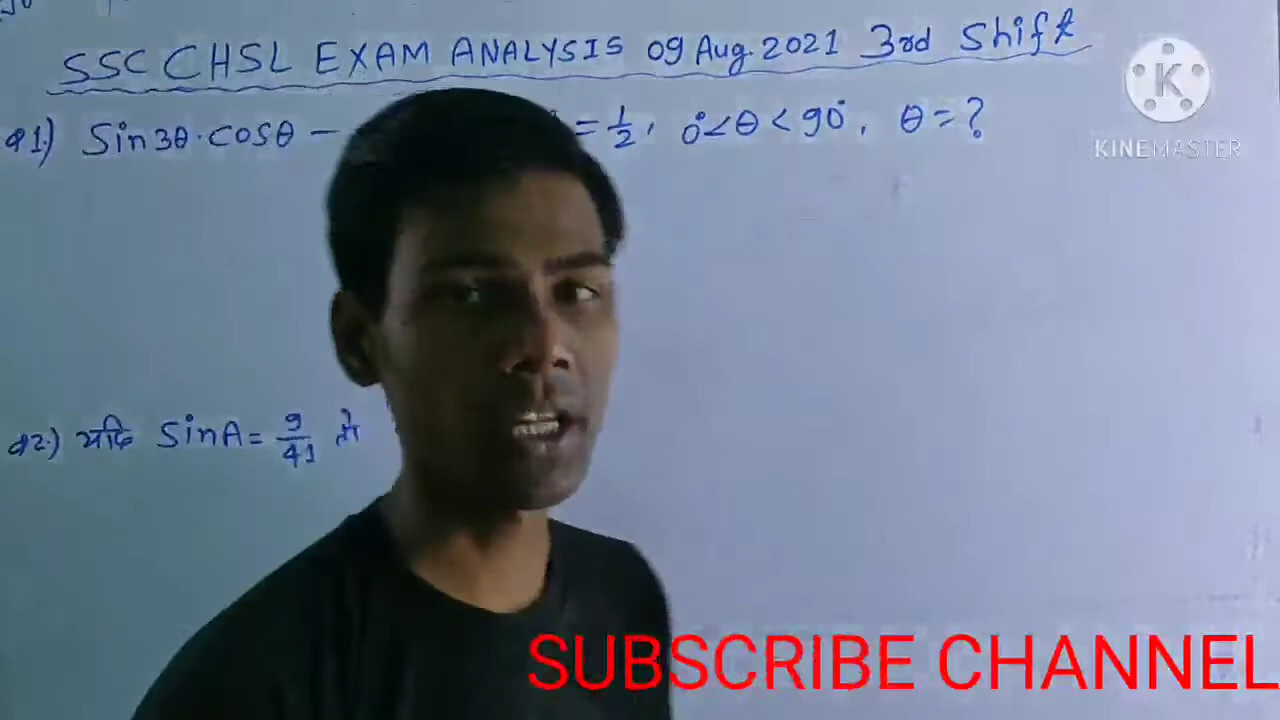 SSC CHSL EXAM ANALYSIS 09 Aug. 2021 3rd Shift
Q1.) Sin3θ·cosθ – = 1/2, 0°<θ<90°, θ=?
Q2.) यदि SinA = 9/41 तो
K
KINEMASTER
SUBSCRIBE CHANNEL